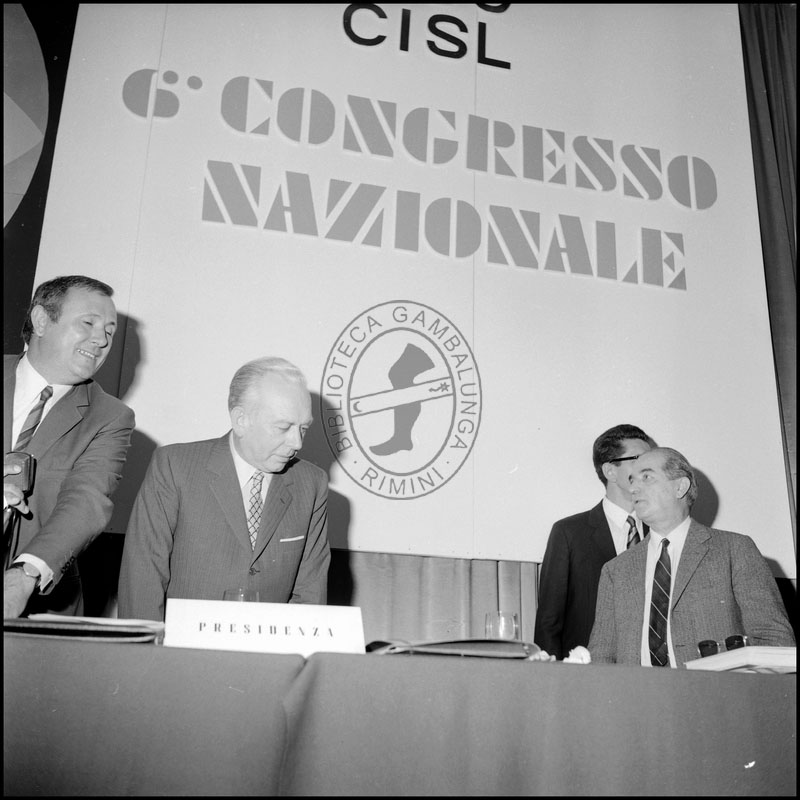 CISL
6° CONGRESSO
NAZIONALE
BIBLIOTECA GAMBALUNGA
· RIMINI ·
PRESIDENZA